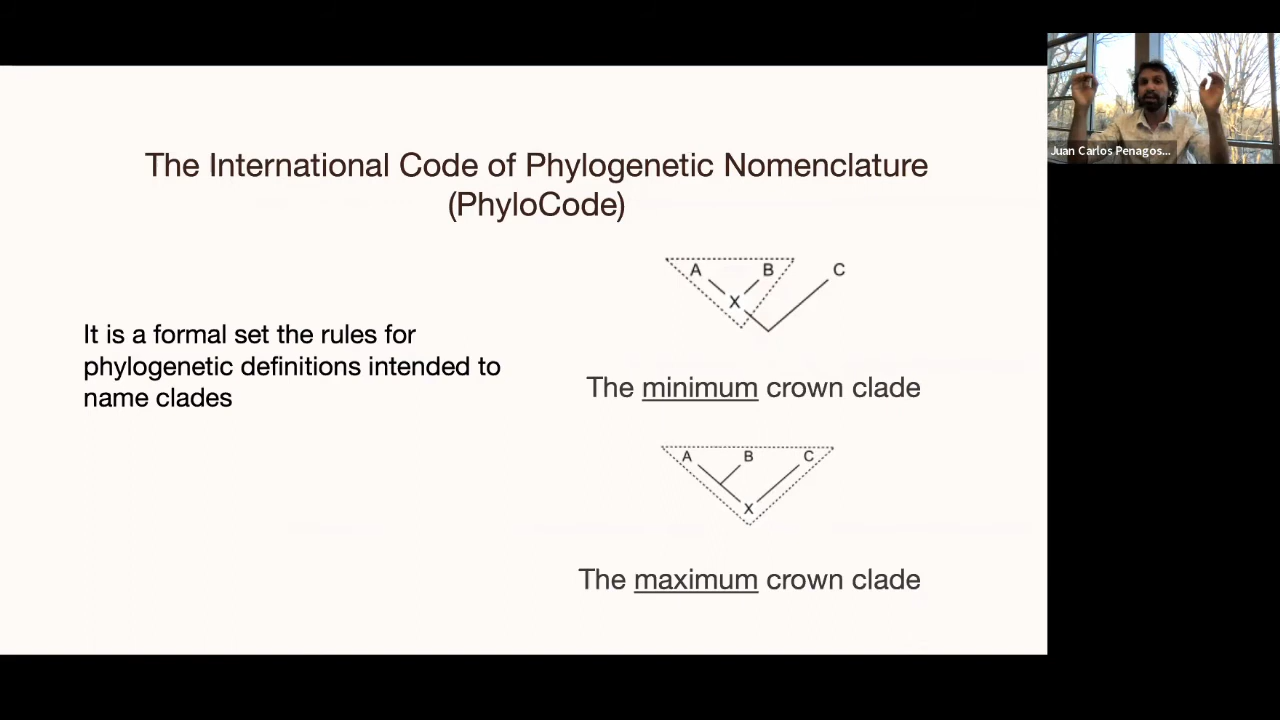 The International Code of Phylogenetic Nomenclature
(PhyloCode)
It is a formal set the rules for
phylogenetic definitions intended to
name clades
A B C
X
The minimum crown clade
A B C
X
The maximum crown clade
Juan Carlos Penagos...